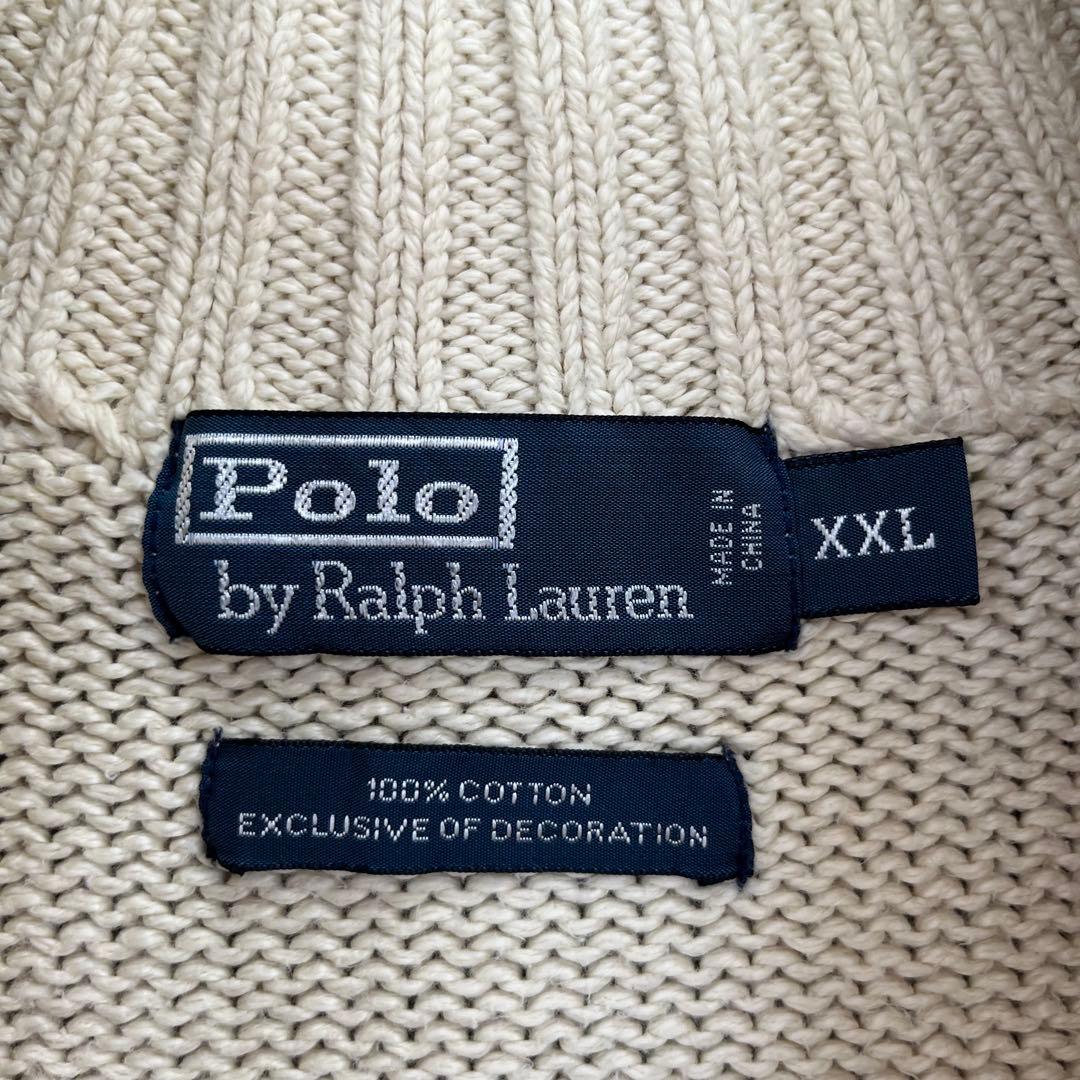 Polo
by Ralph Lauren
MADE IN
CHINA
XXL
100% COTTON
EXCLUSIVE OF DECORATION